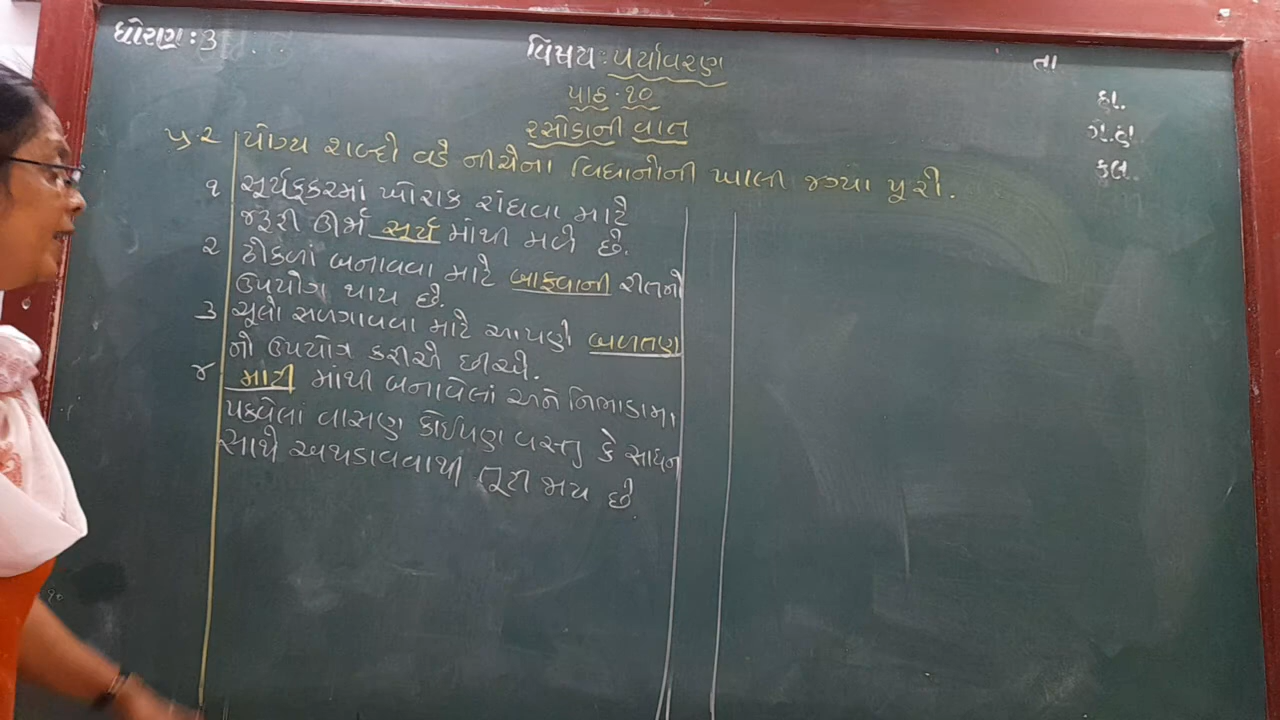 ધોરણ : 3
વિષય : પર્યાવરણ
તા
પાઠ . ૧૦
હા.
રસોડાની વાત
ગે.હા.
કુલ
પ્ર.૨ યોગ્ય શબ્દો વડે નીચેના વિધાનોની ખાલી જગ્યા પૂરો.
૧ સૂર્યકૂકરમાં ખોરાક રાંધવા માટે
જરૂરી ઊર્જા સૂર્ય માંથી મળે છે.
૨ ઢોકળાં બનાવવા માટે બાફવાની રીતનો
ઉપયોગ થાય છે.
૩ ચૂલો સળગાવવા માટે આપણે બળતણ
નો ઉપયોગ કરીએ છીએ.
૪ માટી માંથી બનાવેલાં અને નિભાડામાં
પકવેલાં વાસણ કોઈપણ વસ્તુ કે સાધન
સાથે અથડાવવાથી તૂટી જાય છે.